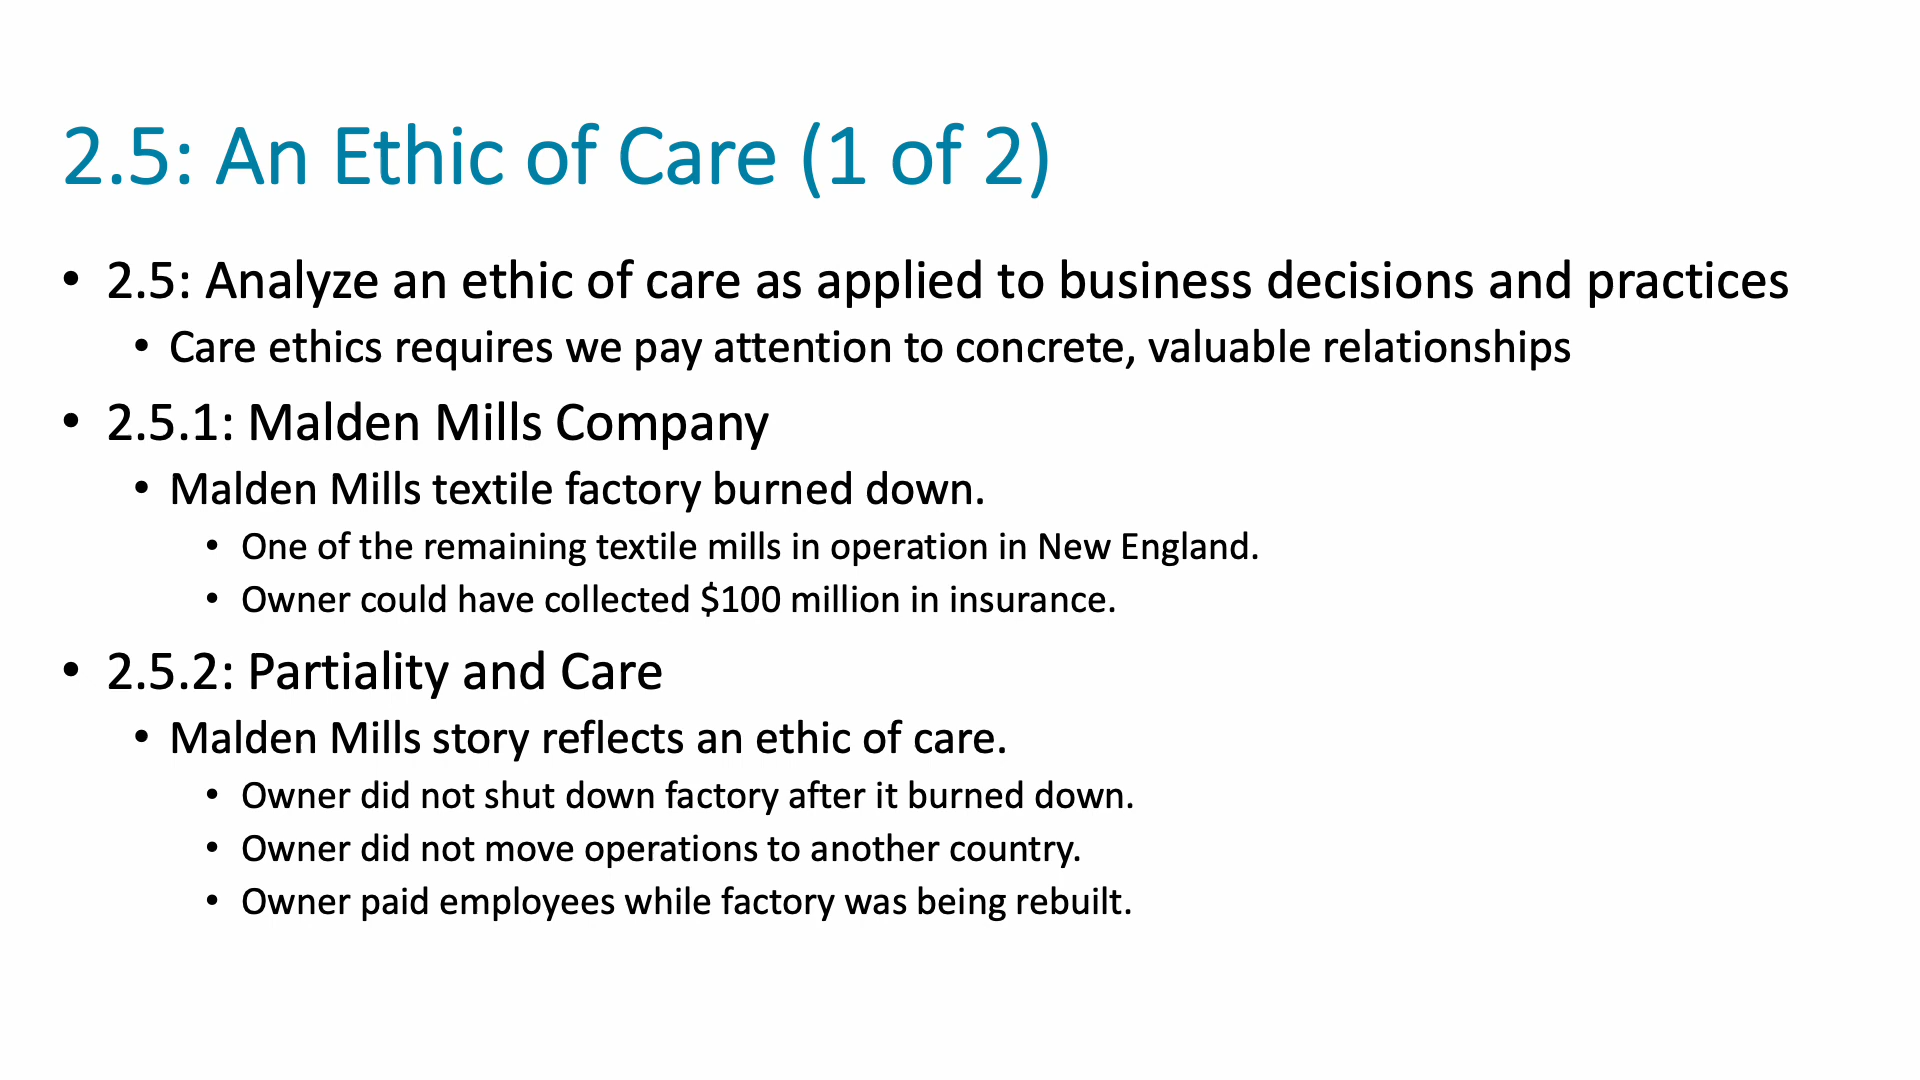 2.5: An Ethic of Care (1 of 2)
• 2.5: Analyze an ethic of care as applied to business decisions and practices
• Care ethics requires we pay attention to concrete, valuable relationships
• 2.5.1: Malden Mills Company
• Malden Mills textile factory burned down.
• One of the remaining textile mills in operation in New England.
• Owner could have collected $100 million in insurance.
• 2.5.2: Partiality and Care
• Malden Mills story reflects an ethic of care.
• Owner did not shut down factory after it burned down.
• Owner did not move operations to another country.
• Owner paid employees while factory was being rebuilt.